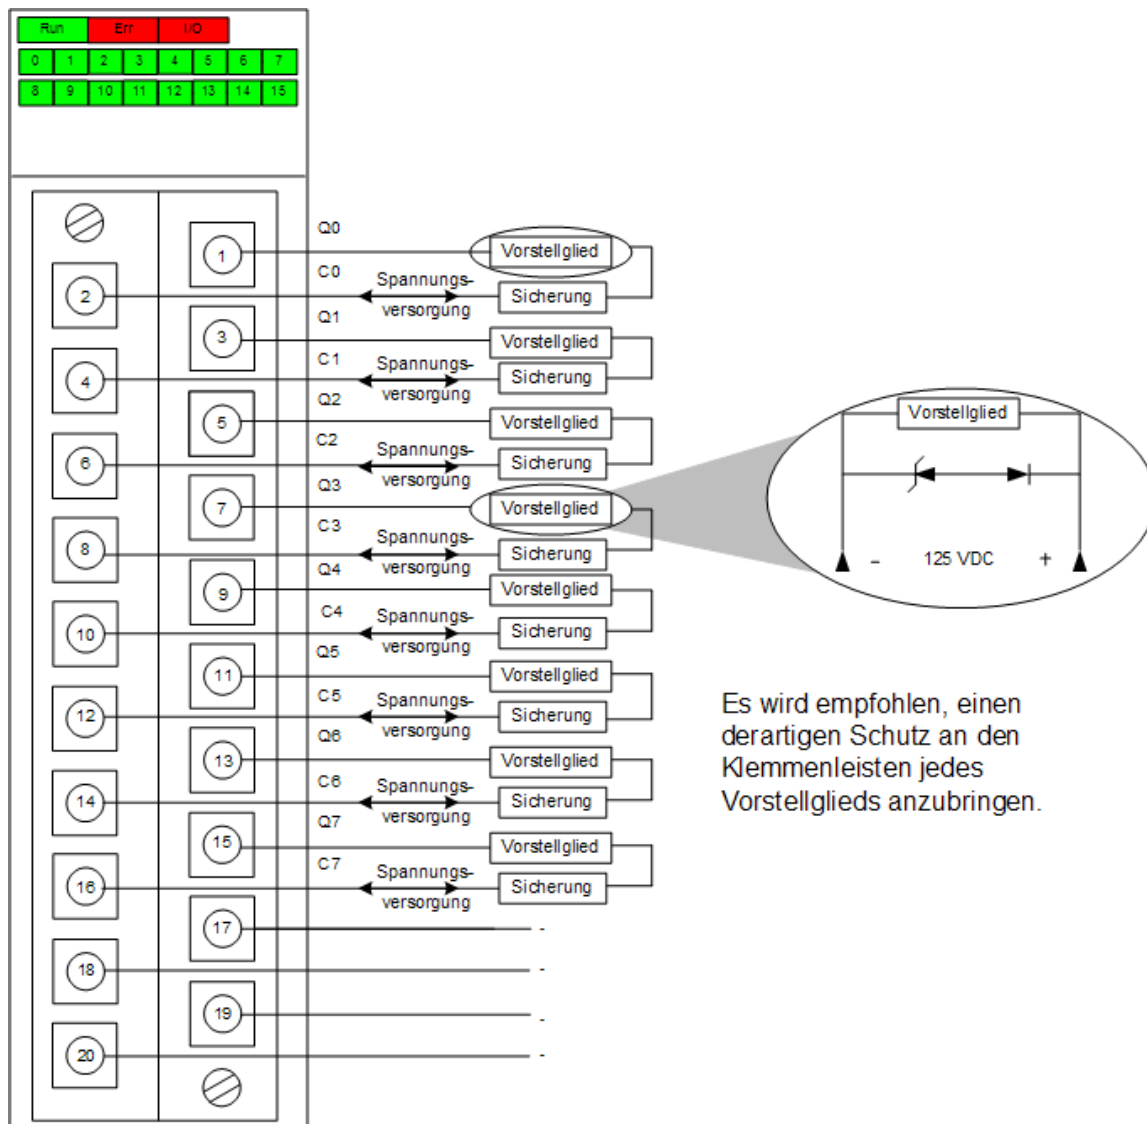 Run Err I/O
0 1 2 3 4 5 6 7
8 9 10 11 12 13 14 15
1 Q0 Vorstellglied
2 C0 Spannungs-
versorgung Sicherung
3 Q1 Vorstellglied
4 C1 Spannungs-
versorgung Sicherung
5 Q2 Vorstellglied
6 C2 Spannungs-
versorgung Sicherung
7 Q3 Vorstellglied
8 C3 Spannungs-
versorgung Sicherung
9 Q4 Vorstellglied
10 C4 Spannungs-
versorgung Sicherung
11 Q5 Vorstellglied
12 C5 Spannungs-
versorgung Sicherung
13 Q6 Vorstellglied
14 C6 Spannungs-
versorgung Sicherung
15 Q7 Vorstellglied
16 C7 Spannungs-
versorgung Sicherung
17 -
18 -
19 -
20 -
Vorstellglied
- 125 VDC +
Es wird empfohlen, einen
derartigen Schutz an den
Klemmenleisten jedes
Vorstellglieds anzubringen.